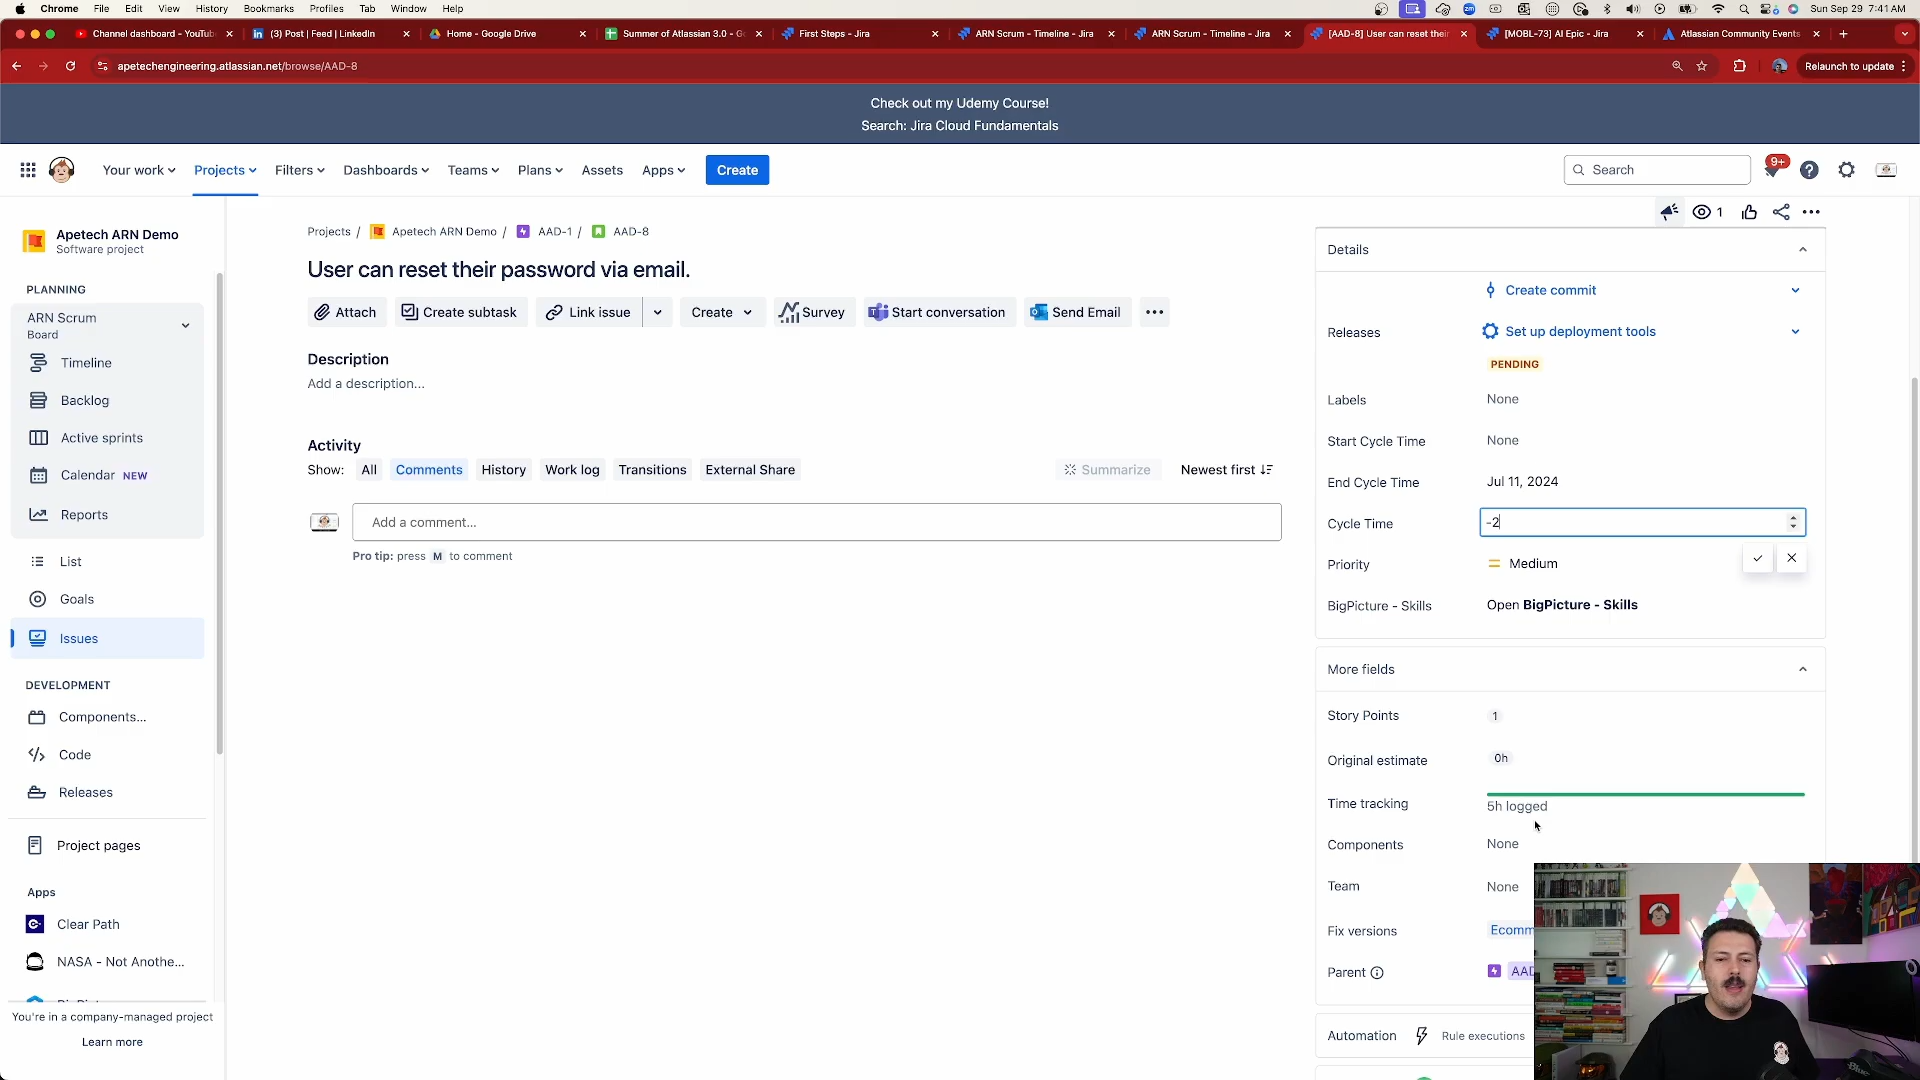 Chrome File Edit View History Bookmarks Profiles Tab Window Help
Sun Sep 29 7:41 AM
Channel dashboard - YouTub
(3) Post | Feed | LinkedIn
Home - Google Drive
Summer of Atlassian 3.0 - G
First Steps - Jira
ARN Scrum - Timeline - Jira
ARN Scrum - Timeline - Jira
[AAD-8] User can reset their
[MOBL-73] AI Epic - Jira
Atlassian Community Events
apetechengineering.atlassian.net/browse/AAD-8
Relaunch to update
Check out my Udemy Course!
Search: Jira Cloud Fundamentals
Your work
Projects
Filters
Dashboards
Teams
Plans
Assets
Apps
Create
Search
9+
Apetech ARN Demo
Software project
PLANNING
ARN Scrum
Board
Timeline
Backlog
Active sprints
Calendar NEW
Reports
List
Goals
Issues
DEVELOPMENT
Components...
Code
Releases
Project pages
Apps
Clear Path
NASA - Not Anothe...
You're in a company-managed project
Learn more
Projects / Apetech ARN Demo / AAD-1 / AAD-8
1
User can reset their password via email.
Attach
Create subtask
Link issue
Create
Survey
Start conversation
Send Email
Description
Add a description...
Activity
Show: All Comments History Work log Transitions External Share
Summarize
Newest first
Add a comment...
Pro tip: press M to comment
Details
Create commit
Releases Set up deployment tools
PENDING
Labels None
Start Cycle Time None
End Cycle Time Jul 11, 2024
Cycle Time -2
Priority Medium
BigPicture - Skills Open BigPicture - Skills
More fields
Story Points 1
Original estimate 0h
Time tracking 5h logged
Components None
Team None
Fix versions Ecomm
Parent AAD
Automation Rule executions